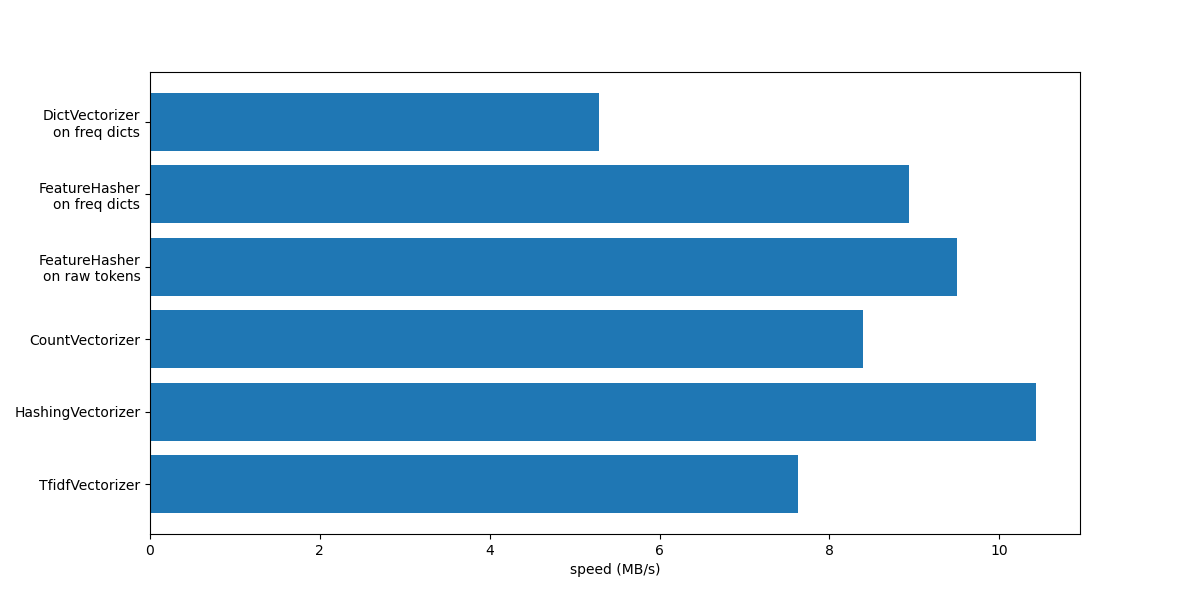 DictVectorizer
on freq dicts
FeatureHasher
on freq dicts
FeatureHasher
on raw tokens
CountVectorizer
HashingVectorizer
TfidfVectorizer
0 2 4 6 8 10
speed (MB/s)